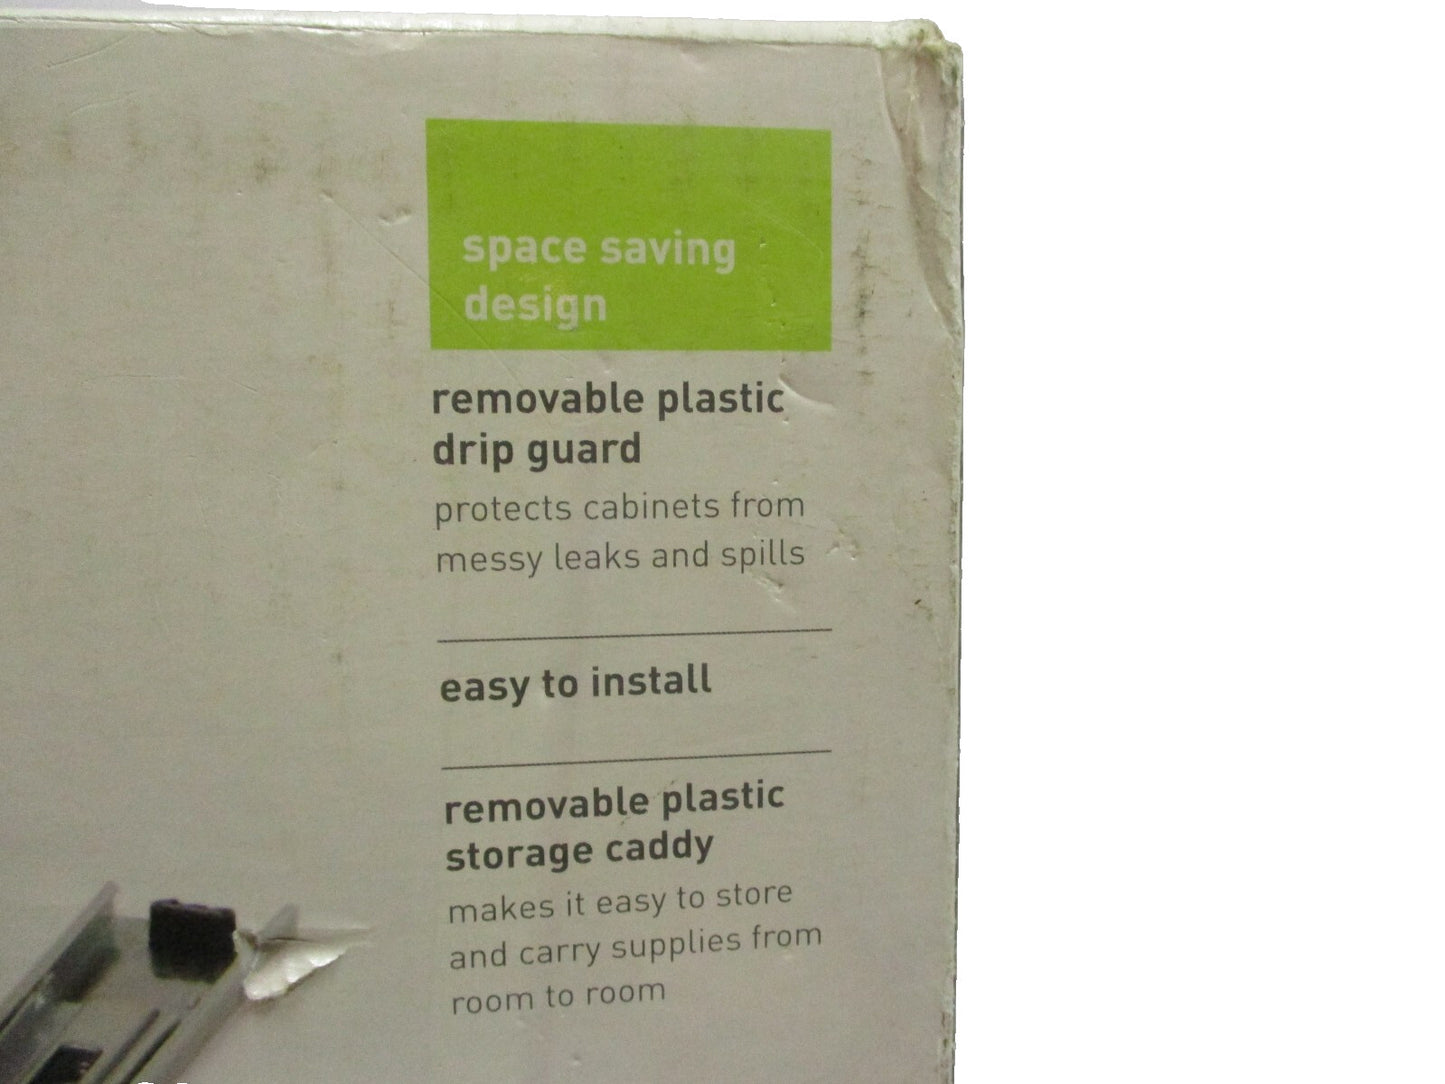 space saving
design
removable plastic
drip guard
protects cabinets from
messy leaks and spills
easy to install
removable plastic
storage caddy
makes it easy to store
and carry supplies from
room to room